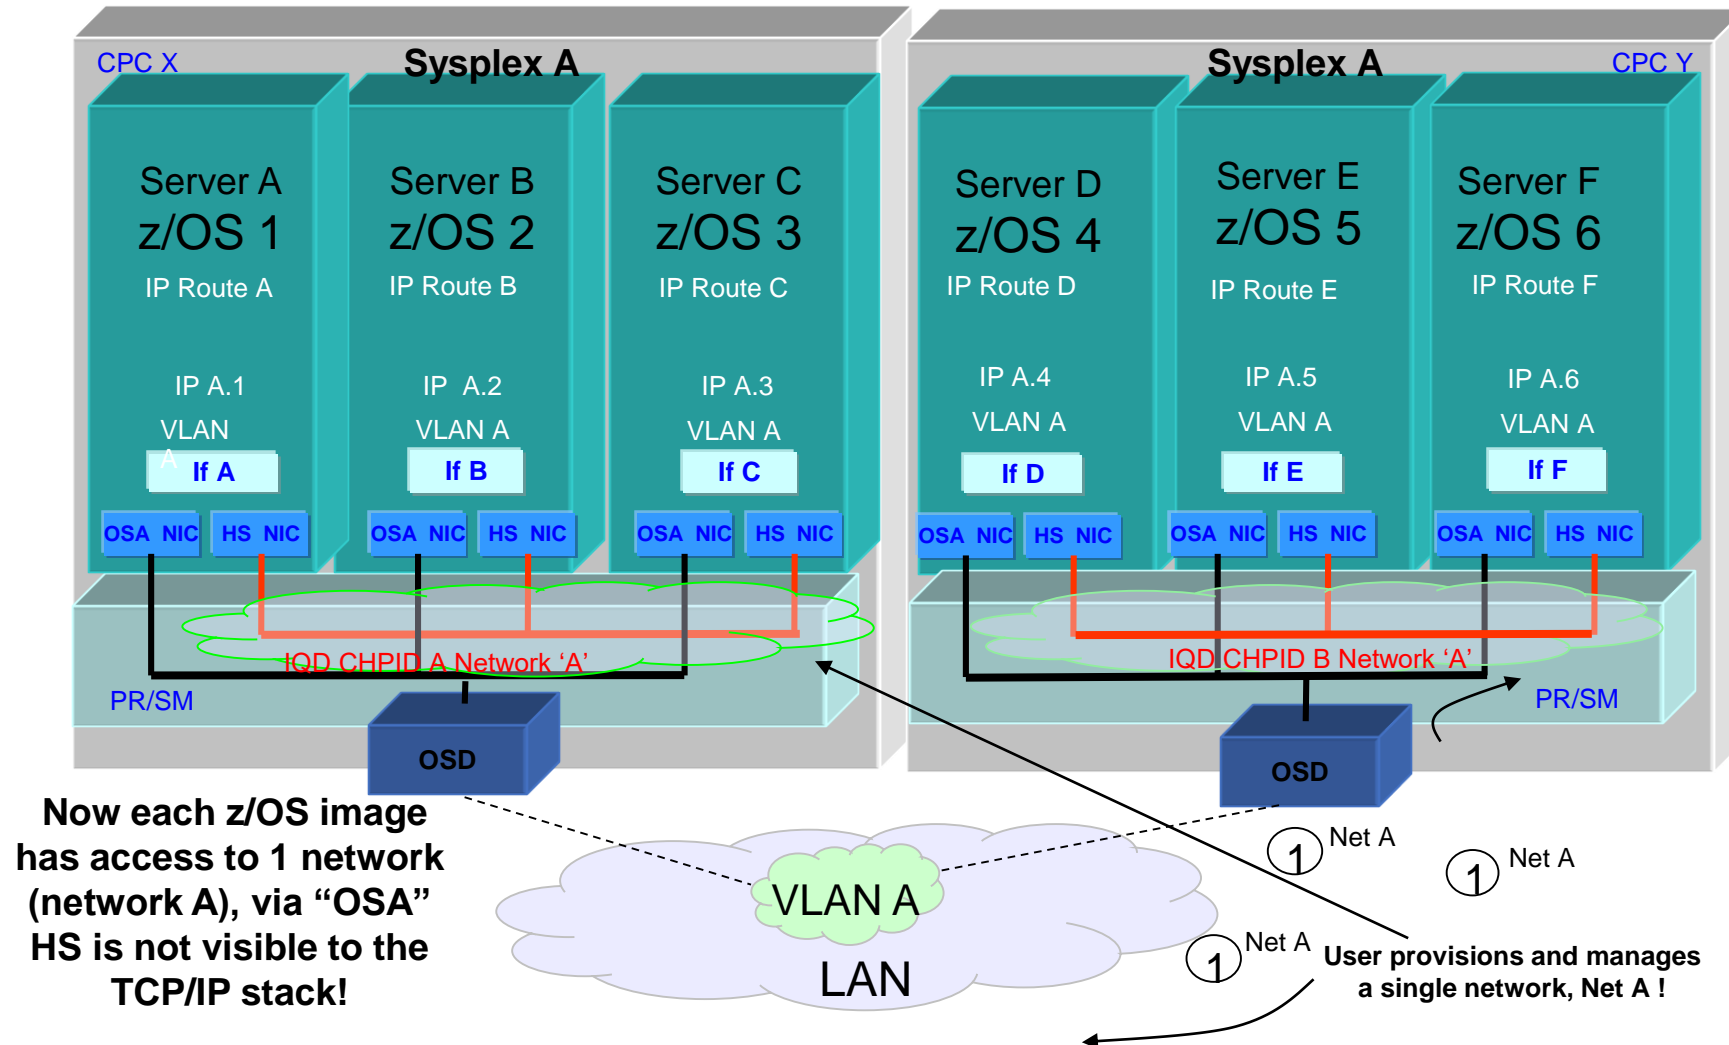 CPC X
Sysplex A
Server A
z/OS 1
IP Route A
IP A.1
VLAN
A
If A
OSA NIC
HS NIC
Server B
z/OS 2
IP Route B
IP A.2
VLAN A
If B
OSA NIC
HS NIC
Server C
z/OS 3
IP Route C
IP A.3
VLAN A
If C
OSA NIC
HS NIC
IQD CHPID A Network ‘A’
PR/SM
OSD
Sysplex A
CPC Y
Server D
z/OS 4
IP Route D
IP A.4
VLAN A
If D
OSA NIC
HS NIC
Server E
z/OS 5
IP Route E
IP A.5
VLAN A
If E
OSA NIC
HS NIC
Server F
z/OS 6
IP Route F
IP A.6
VLAN A
If F
OSA NIC
HS NIC
IQD CHPID B Network ‘A’
PR/SM
OSD
Now each z/OS image
has access to 1 network
(network A), via “OSA”
HS is not visible to the
TCP/IP stack!
VLAN A
LAN
1 Net A
1 Net A
1 Net A
User provisions and manages
a single network, Net A !